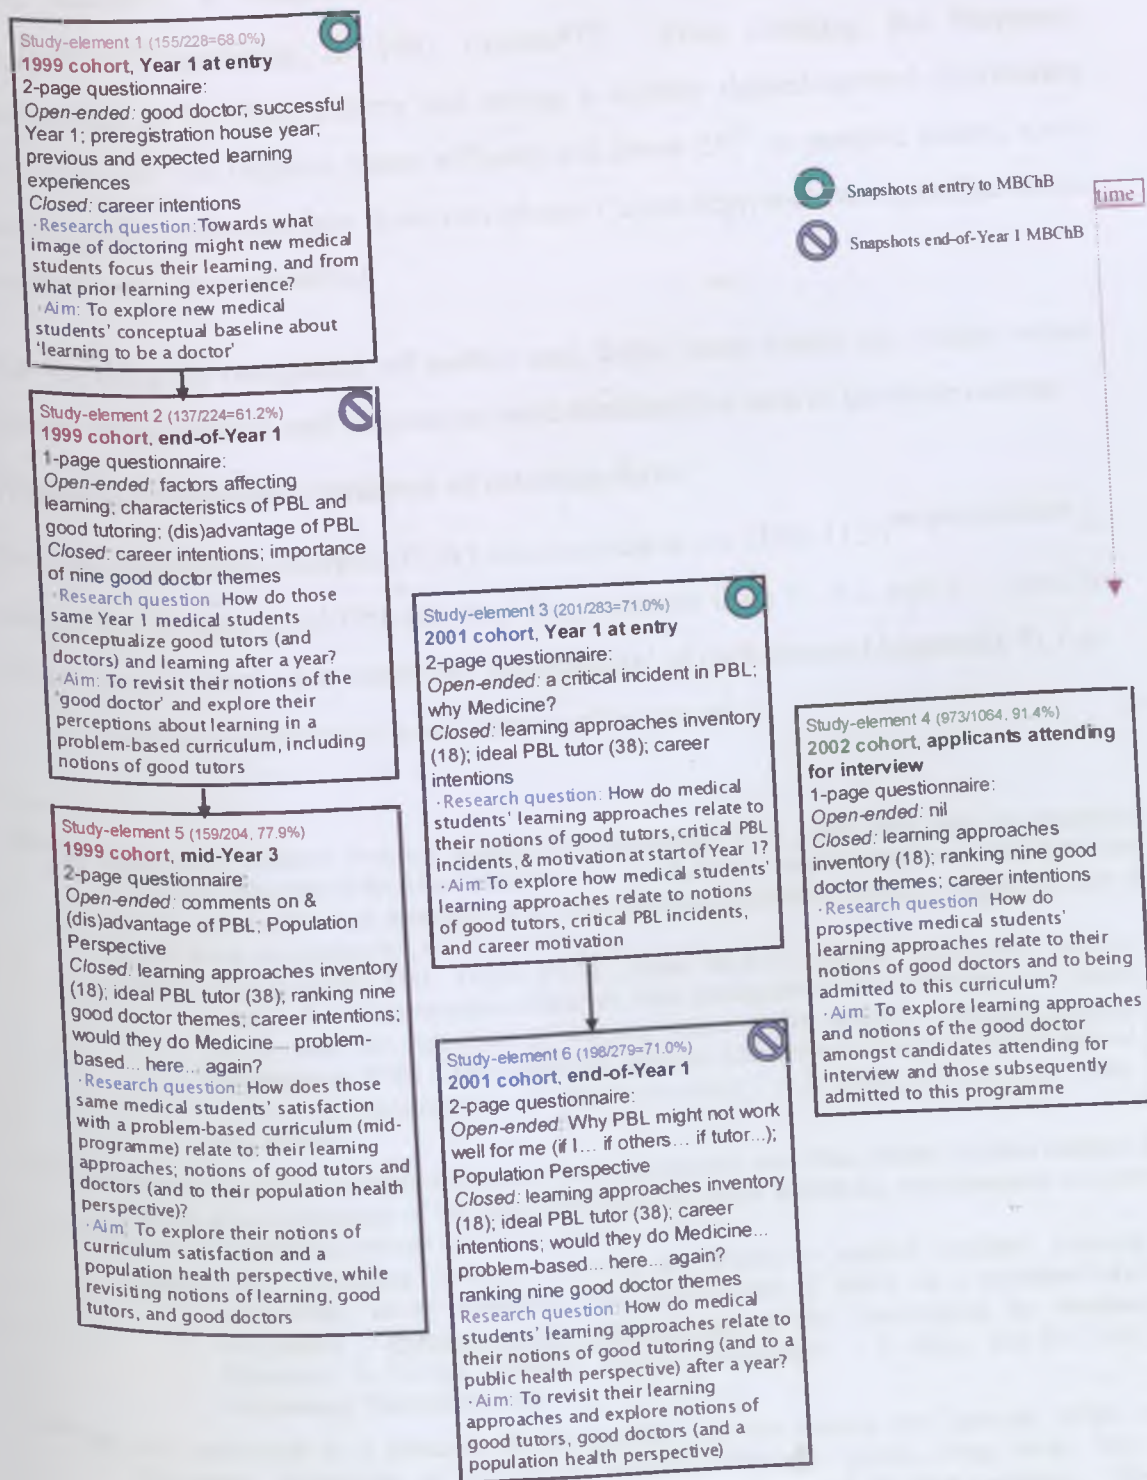 Study-element 1 (155/228=68.0%)
1999 cohort, Year 1 at entry
2-page questionnaire:
Open-ended: good doctor; successful
Year 1; preregistration house year;
previous and expected learning
experiences
Closed: career intentions
·Research question: Towards what
image of doctoring might new medical
students focus their learning, and from
what prior learning experience?
·Aim: To explore new medical
students' conceptual baseline about
'learning to be a doctor'
Snapshots at entry to MBChB
Snapshots end-of-Year 1 MBChB
time
Study-element 2 (137/224=61.2%)
1999 cohort, end-of-Year 1
1-page questionnaire:
Open-ended: factors affecting
learning; characteristics of PBL and
good tutoring; (dis)advantage of PBL
Closed: career intentions; importance
of nine good doctor themes
·Research question: How do those
same Year 1 medical students
conceptualize good tutors (and
doctors) and learning after a year?
·Aim: To revisit their notions of the
'good doctor' and explore their
perceptions about learning in a
problem-based curriculum, including
notions of good tutors
Study-element 3 (201/283=71.0%)
2001 cohort, Year 1 at entry
2-page questionnaire:
Open-ended: a critical incident in PBL;
why Medicine?
Closed: learning approaches inventory
(18); ideal PBL tutor (38); career
intentions
·Research question: How do medical
students' learning approaches relate to
their notions of good tutors, critical PBL
incidents, & motivation at start of Year 1?
·Aim: To explore how medical students'
learning approaches relate to notions
of good tutors, critical PBL incidents,
and career motivation
Study-element 4 (973/1064, 91.4%)
2002 cohort, applicants attending
for interview
1-page questionnaire:
Open-ended: nil
Closed: learning approaches
inventory (18); ranking nine good
doctor themes; career intentions
·Research question: How do
prospective medical students'
learning approaches relate to their
notions of good doctors and to being
admitted to this curriculum?
·Aim: To explore learning approaches
and notions of the good doctor
amongst candidates attending for
interview and those subsequently
admitted to this programme
Study-element 5 (159/204, 77.9%)
1999 cohort, mid-Year 3
2-page questionnaire:
Open-ended: comments on &
(dis)advantage of PBL; Population
Perspective
Closed: learning approaches inventory
(18); ideal PBL tutor (38); ranking nine
good doctor themes; career intentions;
would they do Medicine... problem-
based... here... again?
·Research question: How does those
same medical students' satisfaction
with a problem-based curriculum (mid-
programme) relate to: their learning
approaches; notions of good tutors and
doctors (and to their population health
perspective)?
·Aim: To explore their notions of
curriculum satisfaction and a
population health perspective, while
revisiting notions of learning, good
tutors, and good doctors
Study-element 6 (198/279=71.0%)
2001 cohort, end-of-Year 1
2-page questionnaire:
Open-ended: Why PBL might not work
well for me (if I... if others... if tutor...);
Population Perspective
Closed: learning approaches inventory
(18); ideal PBL tutor (38); career
intentions; would they do Medicine...
problem-based... here... again?
ranking nine good doctor themes
Research question: How do medical
students' learning approaches relate to
their notions of good tutoring (and to a
public health perspective) after a year?
·Aim: To revisit their learning
approaches and explore notions of
good tutors, good doctors (and a
population health perspective)